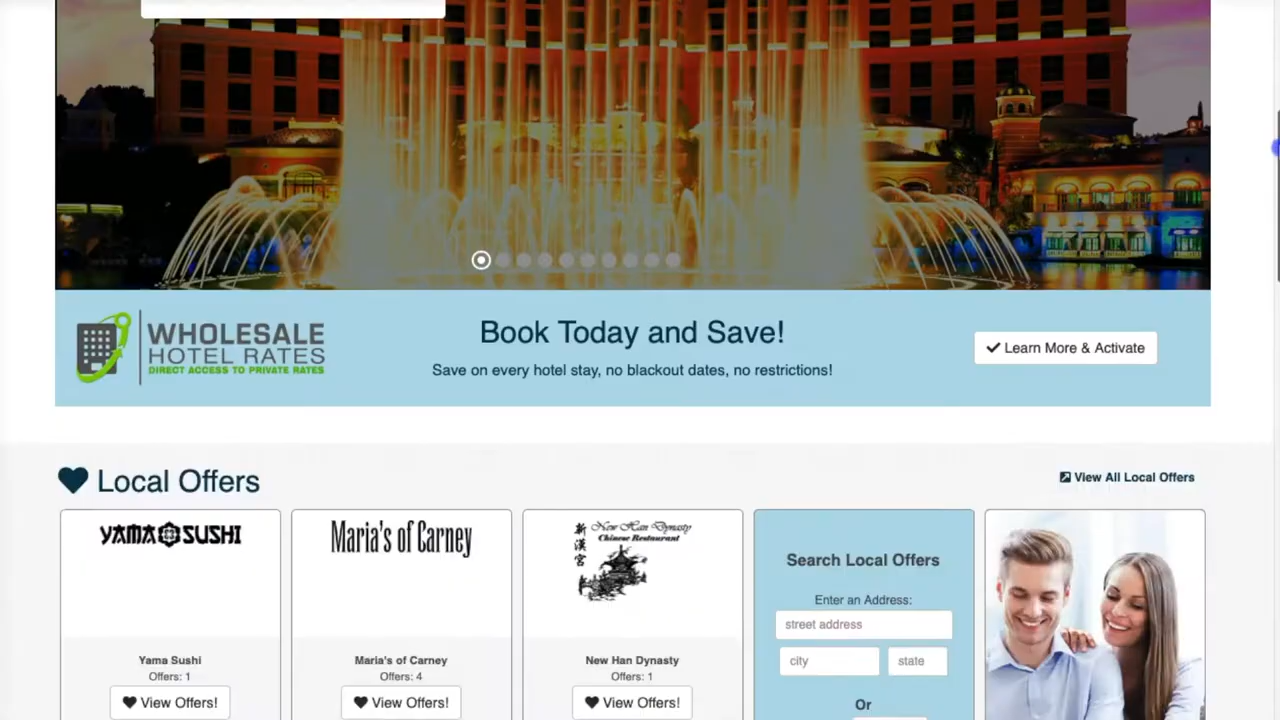 WHOLESALE
HOTEL RATES
DIRECT ACCESS TO PRIVATE RATES
Book Today and Save!
Save on every hotel stay, no blackout dates, no restrictions!
Learn More & Activate
Local Offers
View All Local Offers
YAMA SUSHI
Yama Sushi
Offers: 1
View Offers!
Maria's of Carney
Maria's of Carney
Offers: 4
View Offers!
新漢宮
New Han Dynasty
Chinese Restaurant
New Han Dynasty
Offers: 1
View Offers!
Search Local Offers
Enter an Address:
street address
city state
Or